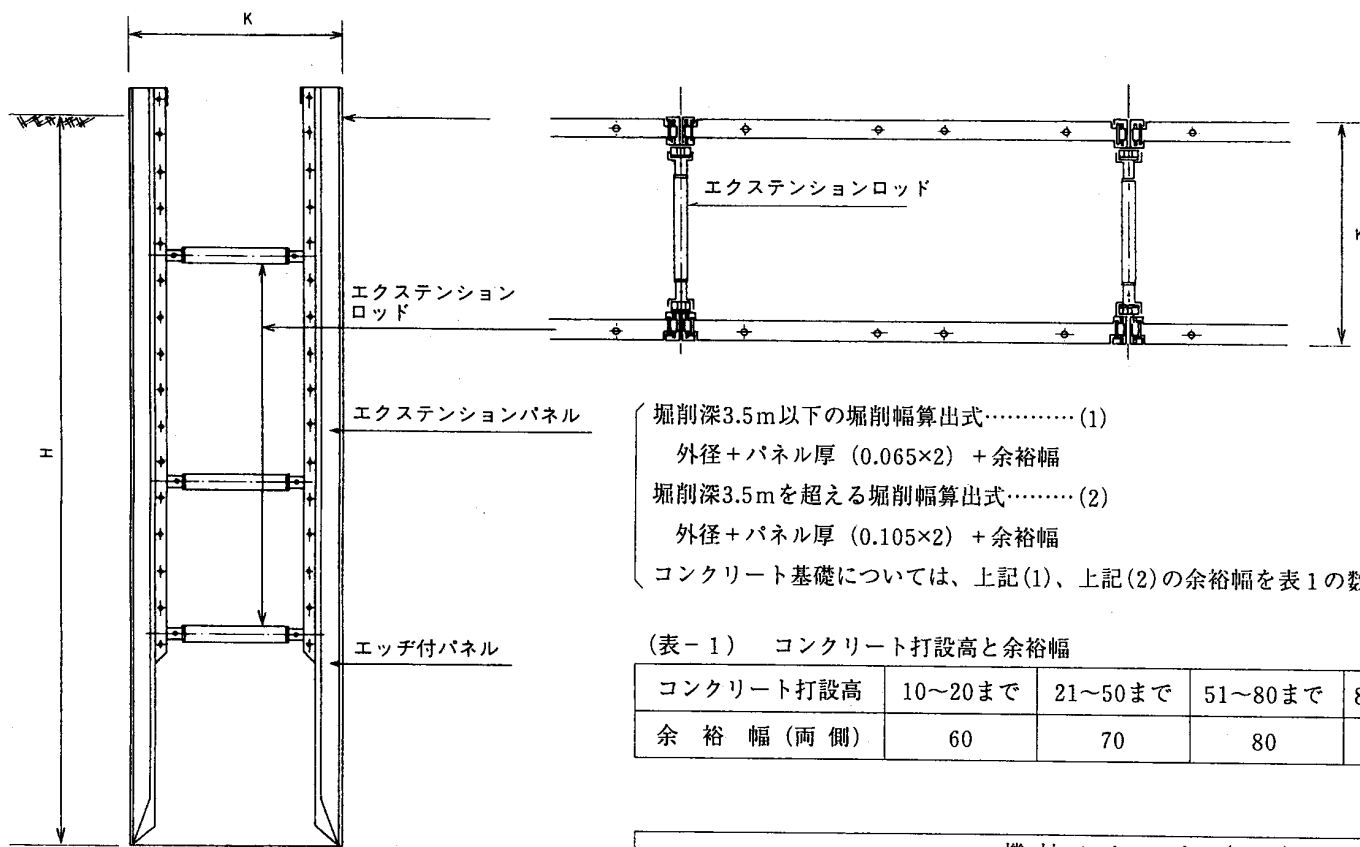 K
H
エクステンション
ロッド
エクステンションパネル
エッヂ付パネル
エクステンションロッド
K
堀削深3.5m以下の堀削幅算出式…………(1)
外径+パネル厚(0.065×2)+余裕幅
堀削深3.5mを超える堀削幅算出式………(2)
外径+パネル厚(0.105×2)+余裕幅
コンクリート基礎については、上記(1)、上記(2)の余裕幅を表1の数
(表-1) コンクリート打設高と余裕幅
コンクリート打設高 10~20まで 21~50まで 51~80まで 8
余裕幅(両側) 60 70 80